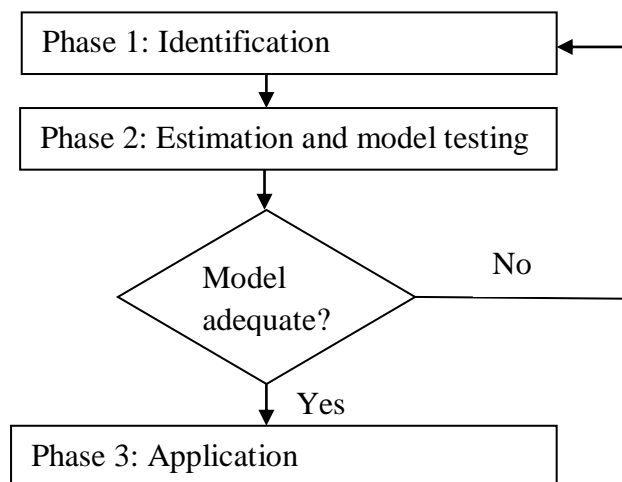 Phase 1: Identification
Phase 2: Estimation and model testing
Model
adequate?
No
Yes
Phase 3: Application